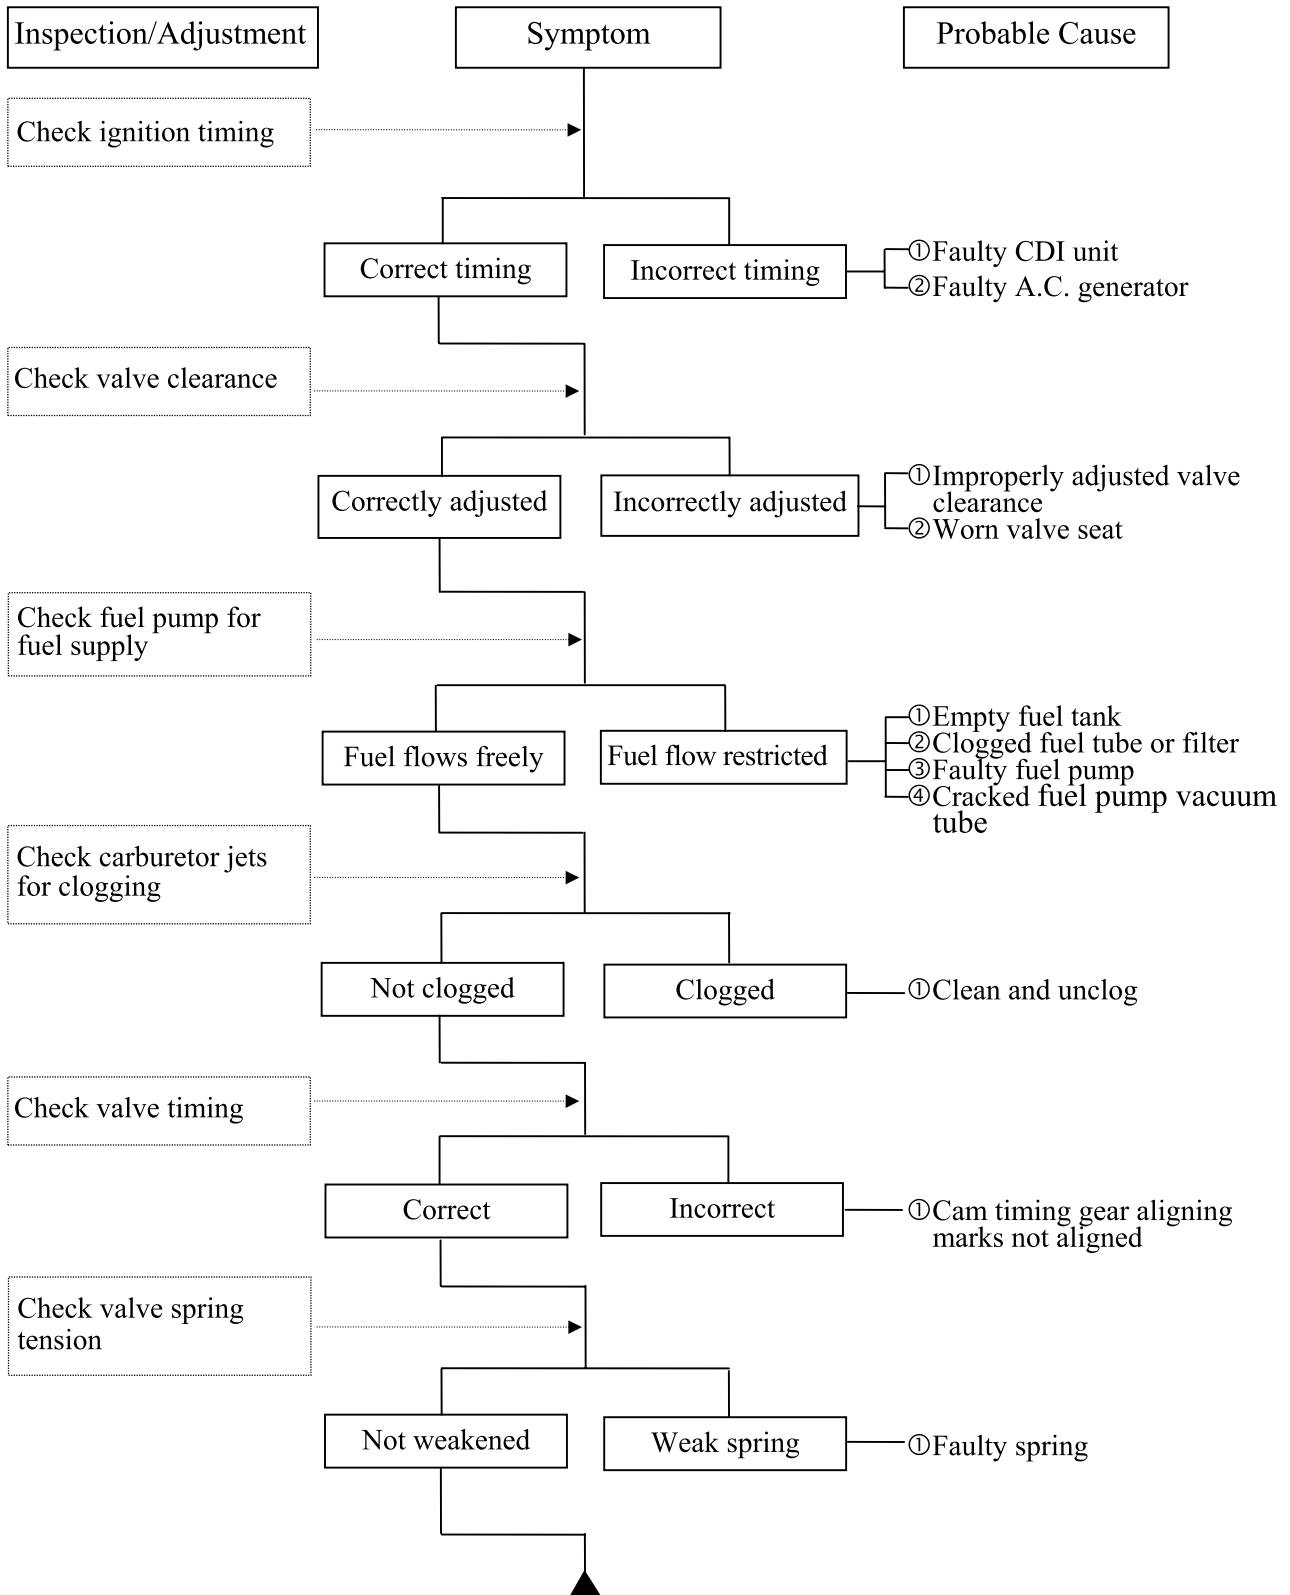 Inspection/Adjustment
Symptom
Probable Cause
Check ignition timing
Correct timing
Incorrect timing
①Faulty CDI unit
②Faulty A.C. generator
Check valve clearance
Correctly adjusted
Incorrectly adjusted
①Improperly adjusted valve
clearance
②Worn valve seat
Check fuel pump for
fuel supply
Fuel flows freely
Fuel flow restricted
①Empty fuel tank
②Clogged fuel tube or filter
③Faulty fuel pump
④Cracked fuel pump vacuum
tube
Check carburetor jets
for clogging
Not clogged
Clogged
①Clean and unclog
Check valve timing
Correct
Incorrect
①Cam timing gear aligning
marks not aligned
Check valve spring
tension
Not weakened
Weak spring
①Faulty spring